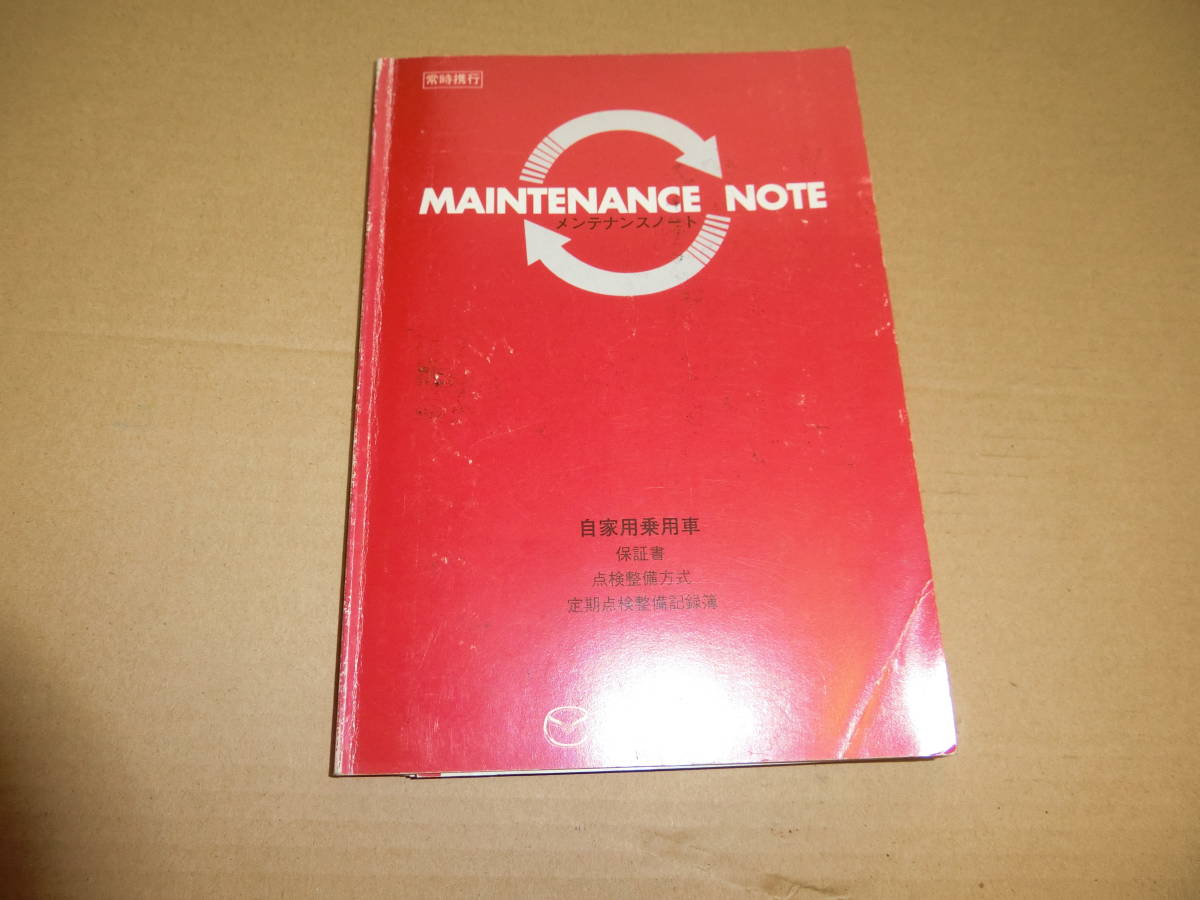 常時携行
MAINTENANCE NOTE
メンテナンスノート
自家用乗用車
保証書
点検整備方式
定期点検整備記録簿